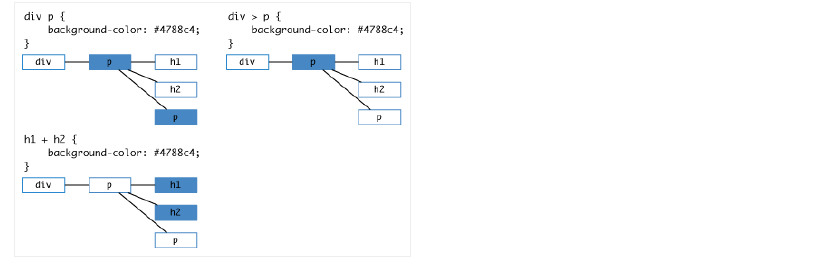 div p {
background-color: #4788c4;
}
div p h1
h2
p
div > p {
background-color: #4788c4;
}
div p h1
h2
p
h1 + h2 {
background-color: #4788c4;
}
div p h1
h2
p